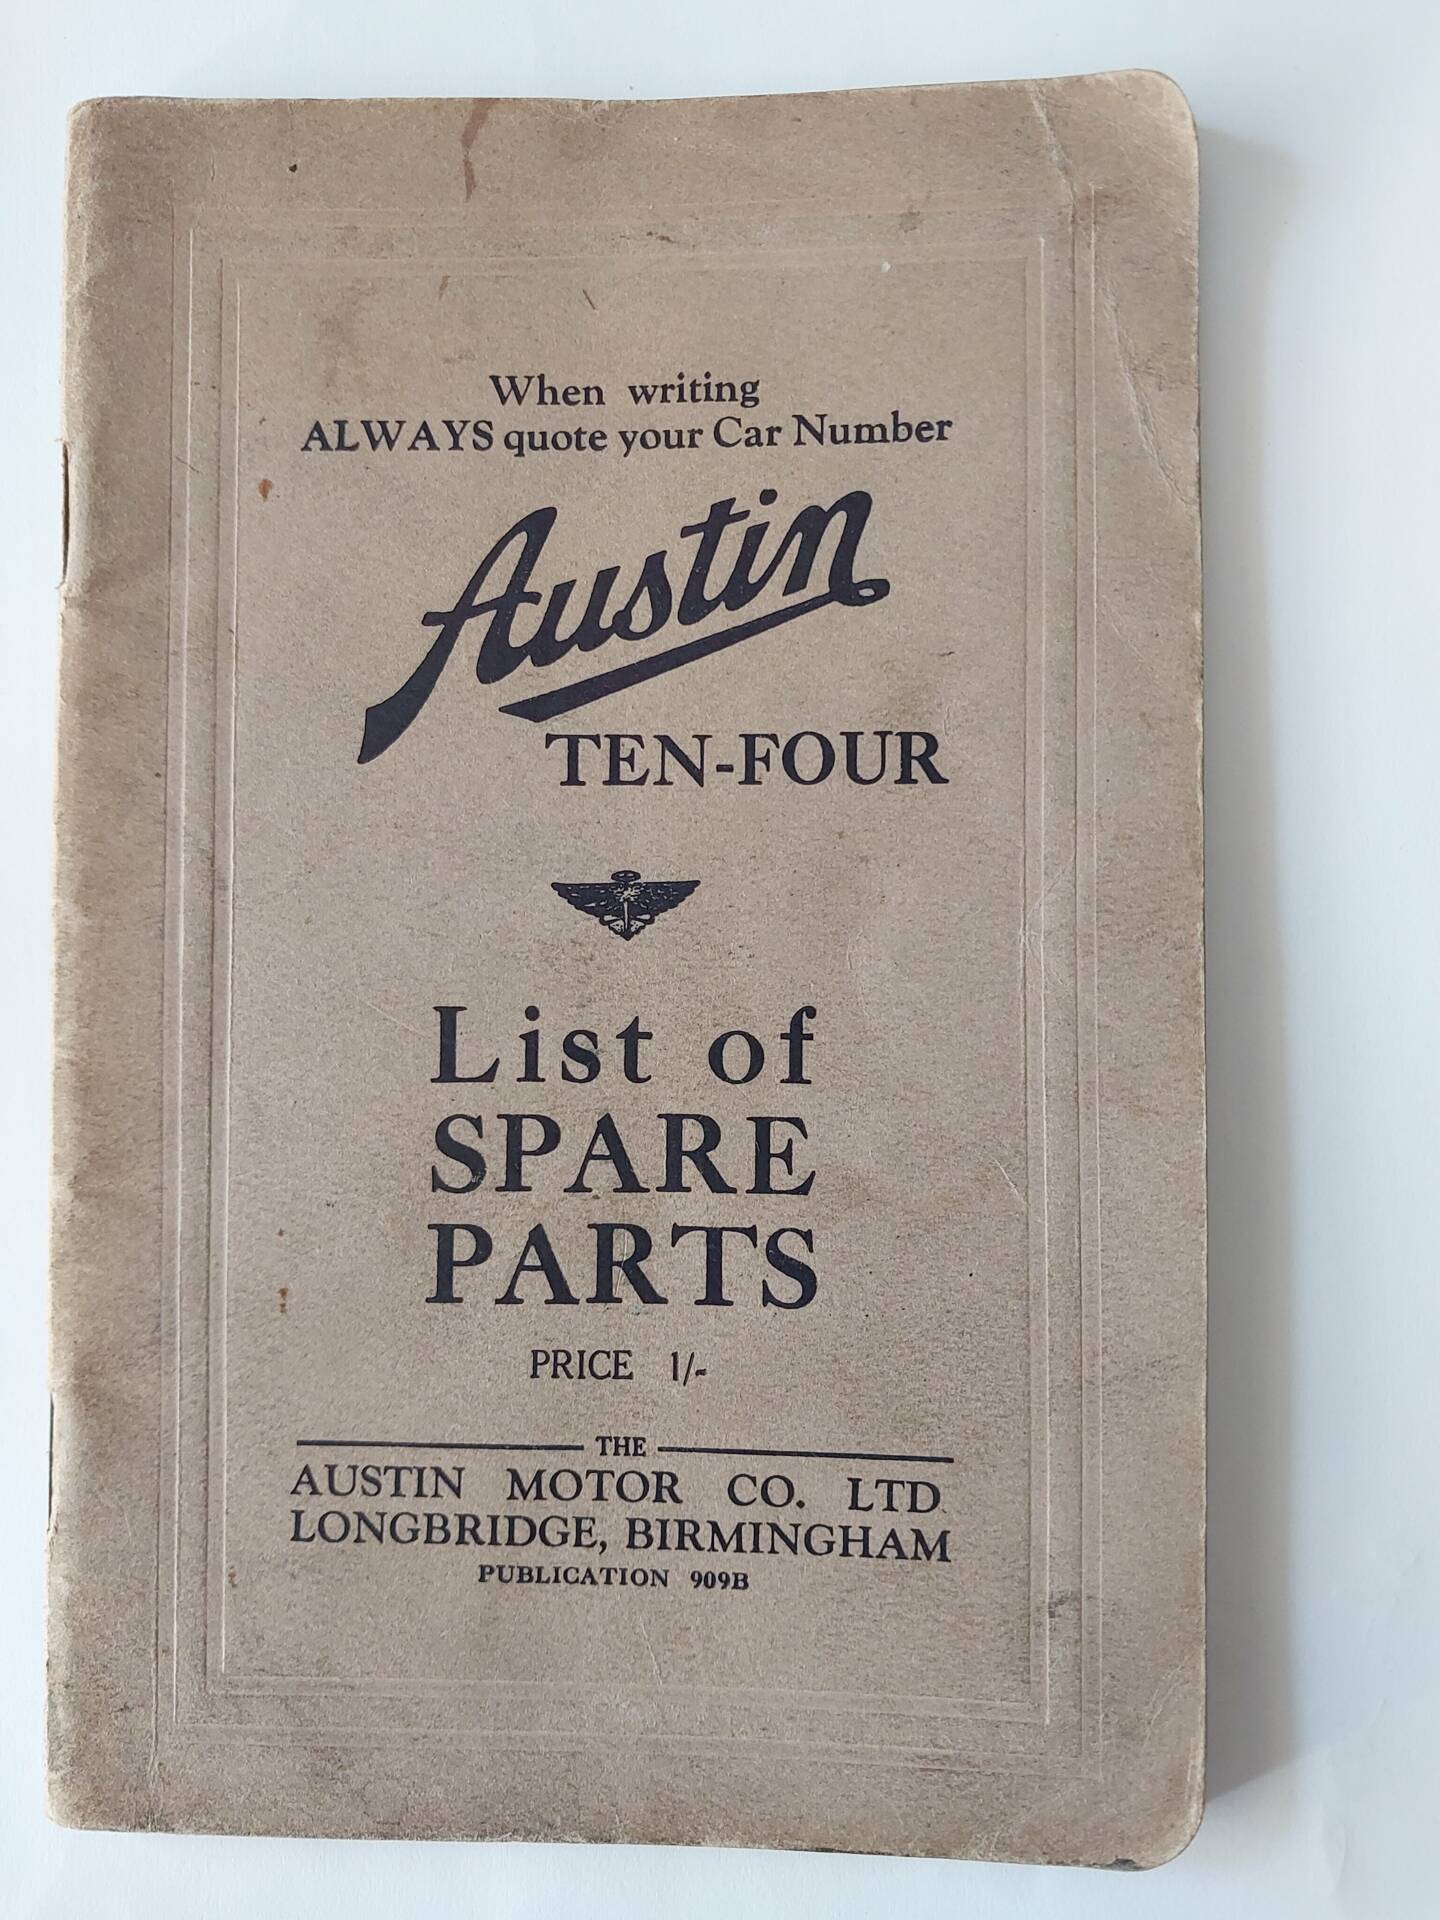 When writing
ALWAYS quote your Car Number
Austin
TEN-FOUR
List of
SPARE
PARTS
PRICE 1/-
THE
AUSTIN MOTOR CO. LTD.
LONGBRIDGE, BIRMINGHAM
PUBLICATION 909B